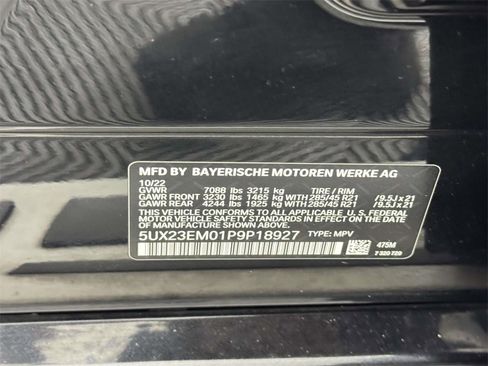 MFD BY BAYERISCHE MOTOREN WERKE AG
10/22
GVWR 7088 lbs 3215 kg TIRE / RIM
GAWR FRONT 3230 lbs 1465 kg WITH 285/45 R21 / 9.5J x 21
GAWR REAR 4244 lbs 1925 kg WITH 285/45 R21 / 9.5J x 21
THIS VEHICLE CONFORMS TO ALL APPLICABLE U.S. FEDERAL
MOTOR VEHICLE SAFETY STANDARDS IN EFFECT ON THE DATE OF
MANUFACTURE SHOWN ABOVE.
5UX23EM01P9P18927 TYPE: MPV
475M
7 320 720